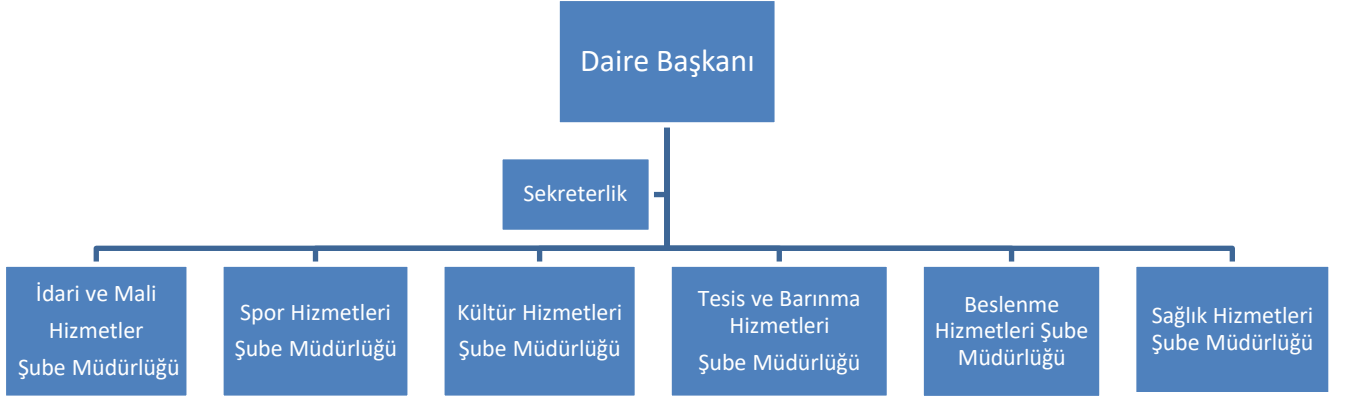 Daire Başkanı
Sekreterlik
İdari ve Mali
Hizmetler
Şube Müdürlüğü
Spor Hizmetleri
Şube Müdürlüğü
Kültür Hizmetleri
Şube Müdürlüğü
Tesis ve Barınma
Hizmetleri
Şube Müdürlüğü
Beslenme
Hizmetleri Şube
Müdürlüğü
Sağlık Hizmetleri
Şube Müdürlüğü